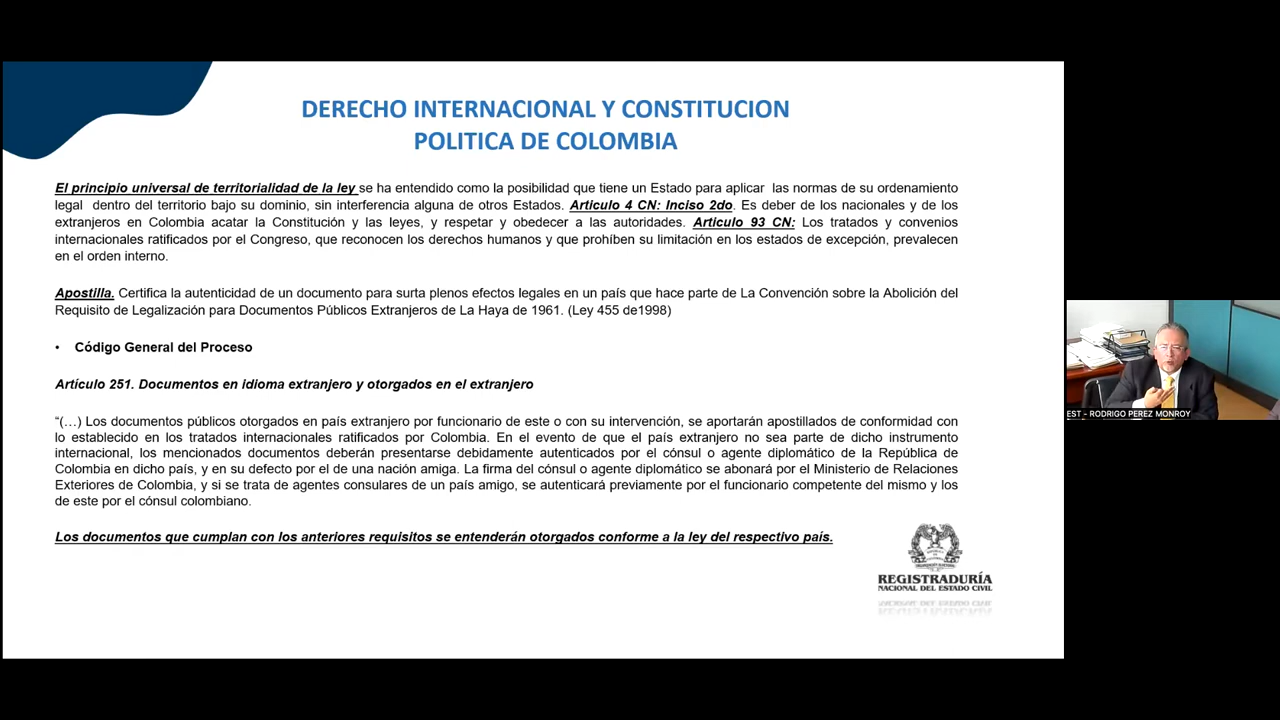 DERECHO INTERNACIONAL Y CONSTITUCION
POLITICA DE COLOMBIA
El principio universal de territorialidad de la ley se ha entendido como la posibilidad que tiene un Estado para aplicar las normas de su ordenamiento
legal dentro del territorio bajo su dominio, sin interferencia alguna de otros Estados. Articulo 4 CN: Inciso 2do. Es deber de los nacionales y de los
extranjeros en Colombia acatar la Constitución y las leyes, y respetar y obedecer a las autoridades. Articulo 93 CN: Los tratados y convenios
internacionales ratificados por el Congreso, que reconocen los derechos humanos y que prohíben su limitación en los estados de excepción, prevalecen
en el orden interno.
Apostilla. Certifica la autenticidad de un documento para surta plenos efectos legales en un país que hace parte de La Convención sobre la Abolición del
Requisito de Legalización para Documentos Públicos Extranjeros de La Haya de 1961. (Ley 455 de1998)
• Código General del Proceso
Artículo 251. Documentos en idioma extranjero y otorgados en el extranjero
“(…) Los documentos públicos otorgados en país extranjero por funcionario de este o con su intervención, se aportarán apostillados de conformidad con
lo establecido en los tratados internacionales ratificados por Colombia. En el evento de que el país extranjero no sea parte de dicho instrumento
internacional, los mencionados documentos deberán presentarse debidamente autenticados por el cónsul o agente diplomático de la República de
Colombia en dicho país, y en su defecto por el de una nación amiga. La firma del cónsul o agente diplomático se abonará por el Ministerio de Relaciones
Exteriores de Colombia, y si se trata de agentes consulares de un país amigo, se autenticará previamente por el funcionario competente del mismo y los
de este por el cónsul colombiano.
Los documentos que cumplan con los anteriores requisitos se entenderán otorgados conforme a la ley del respectivo país.
REGISTRADURÍA
NACIONAL DEL ESTADO CIVIL
EST - RODRIGO PEREZ MONROY